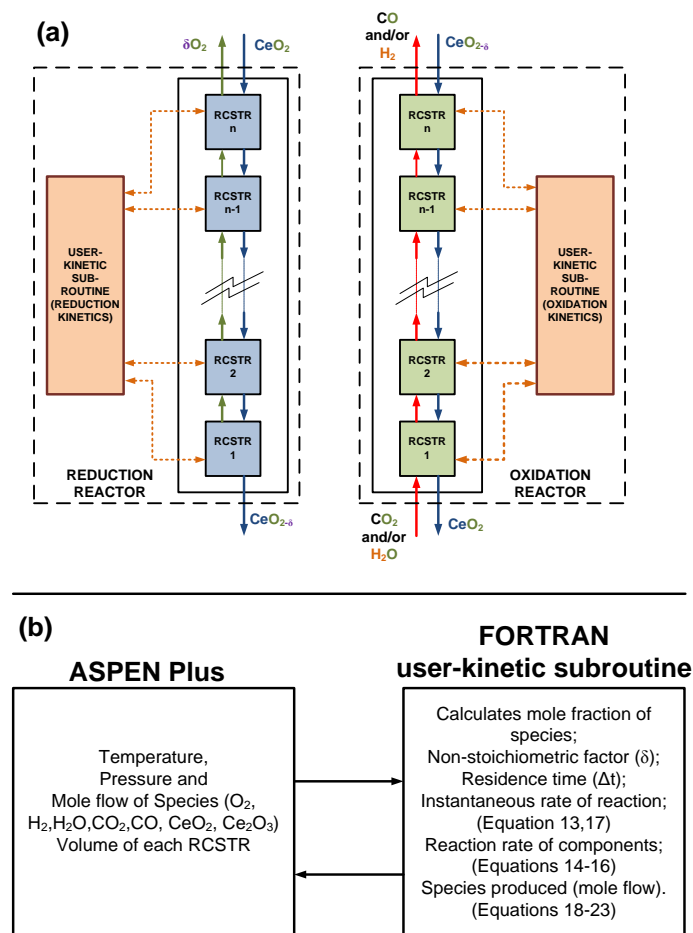 (a)
δO2
CeO2
RCSTR
n
RCSTR
n-1
RCSTR
2
RCSTR
1
USER-
KINETIC
SUB-
ROUTINE
(REDUCTION
KINETICS)
REDUCTION
REACTOR
CeO2-δ
CO
and/or
H2
CeO2-δ
RCSTR
n
RCSTR
n-1
RCSTR
2
RCSTR
1
USER-
KINETIC
SUB-
ROUTINE
(OXIDATION
KINETICS)
OXIDATION
REACTOR
CO2
and/or
H2O
CeO2
(b)
ASPEN Plus
Temperature,
Pressure and
Mole flow of Species (O2,
H2,H2O,CO2,CO, CeO2, Ce2O3)
Volume of each RCSTR
FORTRAN
user-kinetic subroutine
Calculates mole fraction of
species;
Non-stoichiometric factor (δ);
Residence time (Δt);
Instantaneous rate of reaction;
(Equation 13,17)
Reaction rate of components;
(Equations 14-16)
Species produced (mole flow).
(Equations 18-23)